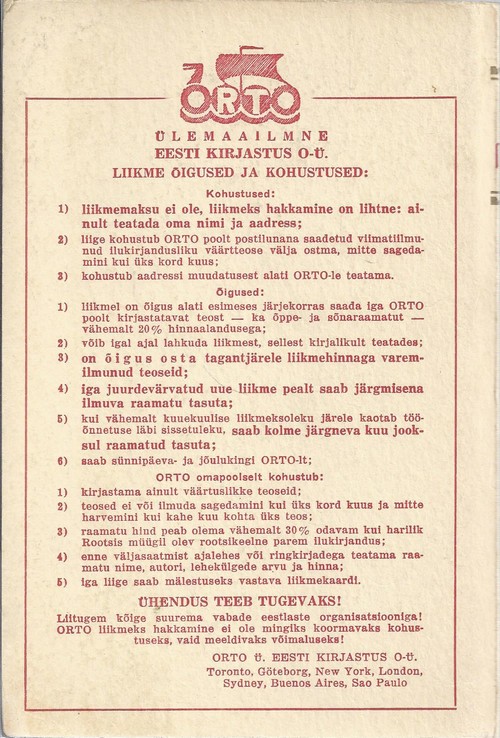 ORTO
ÜLEMAAILMNE
EESTI KIRJASTUS O-Ü.
LIIKME ÕIGUSED JA KOHUSTUSED:
Kohustused:
1) liikmemaksu ei ole, liikmeks hakkamine on lihtne: ai-
nult teatada oma nimi ja aadress;
2) liige kohustub ORTO poolt postilunana saadetud viimatiilmu-
nud ilukirjandusliku väärtteose välja ostma, mitte sageda-
mini kui üks kord kuus;
3) kohustub aadressi muudatusest alati ORTO-le teatama.
Õigused:
1) liikmel on õigus alati esimeses järjekorras saada iga ORTO
poolt kirjastatavat teost — ka õppe- ja sõnaraamatut —
vähemalt 20% hinnaalandusega;
2) võib igal ajal lahkuda liikmest, sellest kirjalikult teatades;
3) on õigus osta tagantjärele liikmehinnaga varem-
ilmunud teoseid;
4) iga juurdevärvatud uue liikme pealt saab järgmisena
ilmuva raamatu tasuta;
5) kui vähemalt kuuekuulise liikmeksoleku järele kaotab töö-
õnnetuse läbi sissetuleku, saab kolme järgneva kuu jook-
sul raamatud tasuta;
6) saab sünnipäeva- ja jõulukingi ORTO-lt;
ORTO omapoolselt kohustub:
1) kirjastama ainult väärtuslikke teoseid;
2) teosed ei või ilmuda sagedamini kui üks kord kuus ja mitte
harvemini kui kahe kuu kohta üks teos;
3) raamatu hind peab olema vähemalt 30% odavam kui harilik
Rootsis müügil olev rootsikeelne parem ilukirjandus;
4) enne väljasaatmist ajalehes või ringkirjadega teatama raa-
matu nime, autori, lehekülgede arvu ja hinna;
5) iga liige saab mälestuseks vastava liikmekaardi.
ÜHENDUS TEEB TUGEVAKS!
Liitugem kõige suurema vabade eestlaste organisatsiooniga!
ORTO liikmeks hakkamine ei ole mingiks koormavaks kohus-
tuseks, vaid meeldivaks võimaluseks!
ORTO Ü. EESTI KIRJASTUS O-Ü.
Toronto, Göteborg, New York, London,
Sydney, Buenos Aires, Sao Paulo